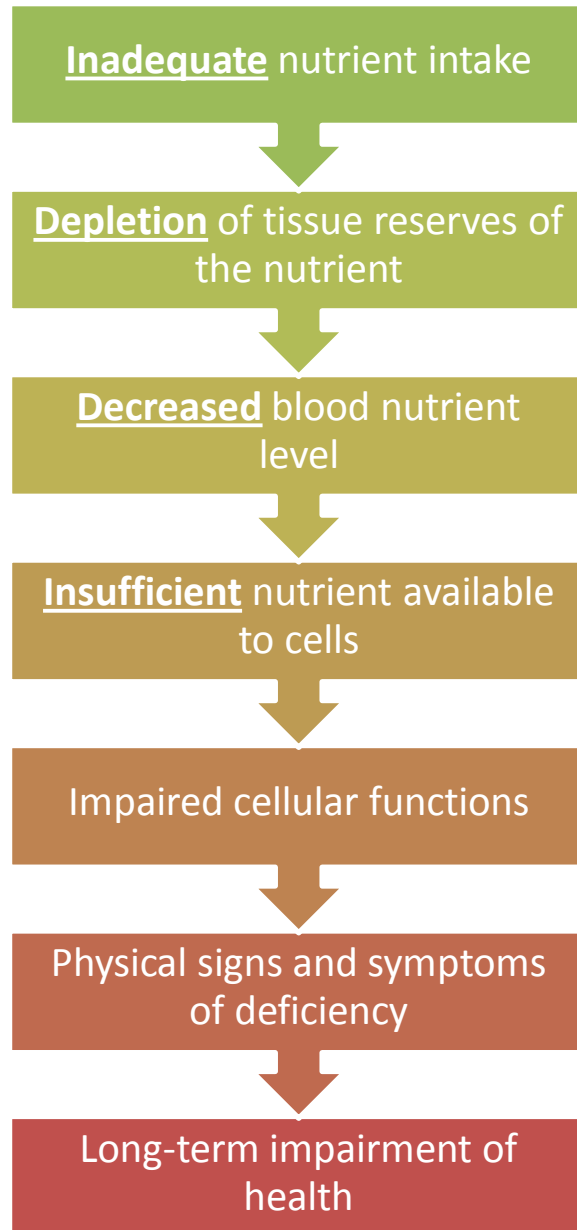 Inadequate nutrient intake
Depletion of tissue reserves of
the nutrient
Decreased blood nutrient
level
Insufficient nutrient available
to cells
Impaired cellular functions
Physical signs and symptoms
of deficiency
Long-term impairment of
health